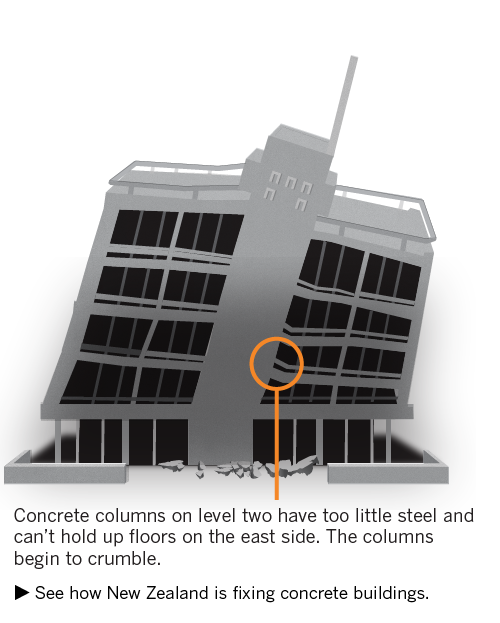 Concrete columns on level two have too little steel and
can't hold up floors on the east side. The columns
begin to crumble.
▶ See how New Zealand is fixing concrete buildings.